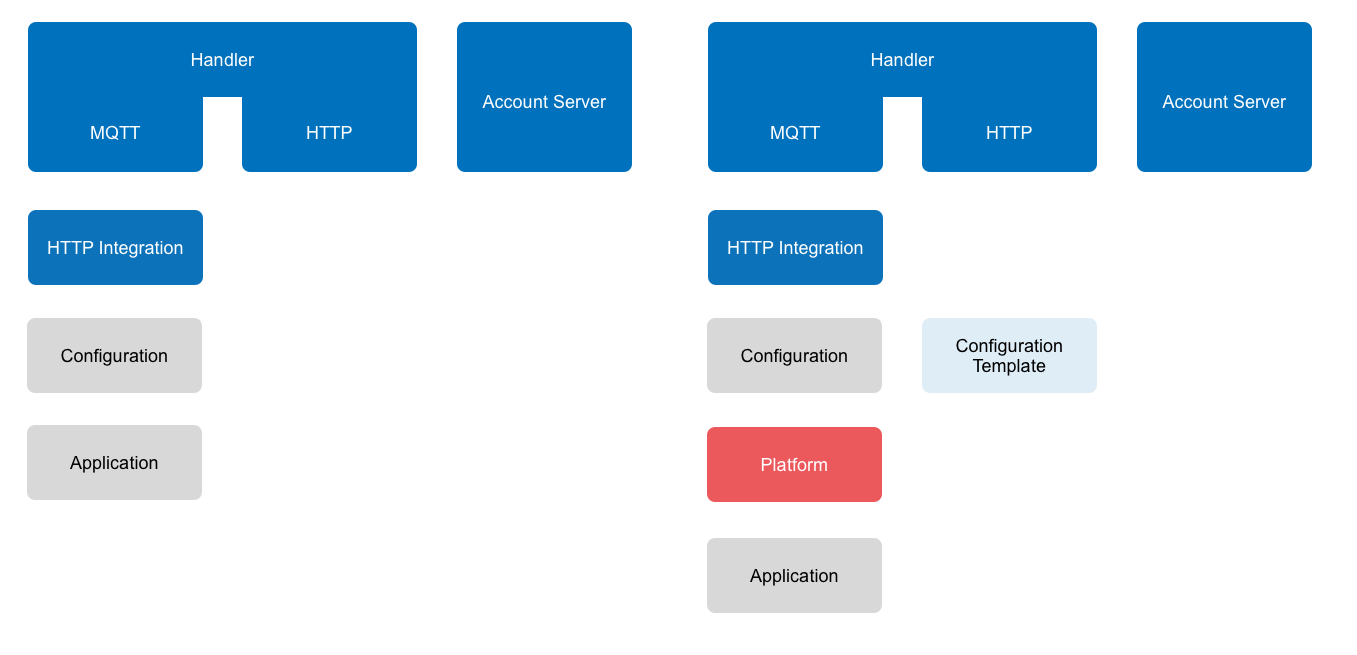 Handler
MQTT
HTTP
Account Server
HTTP Integration
Configuration
Application
Handler
MQTT
HTTP
Account Server
HTTP Integration
Configuration
Configuration
Template
Platform
Application